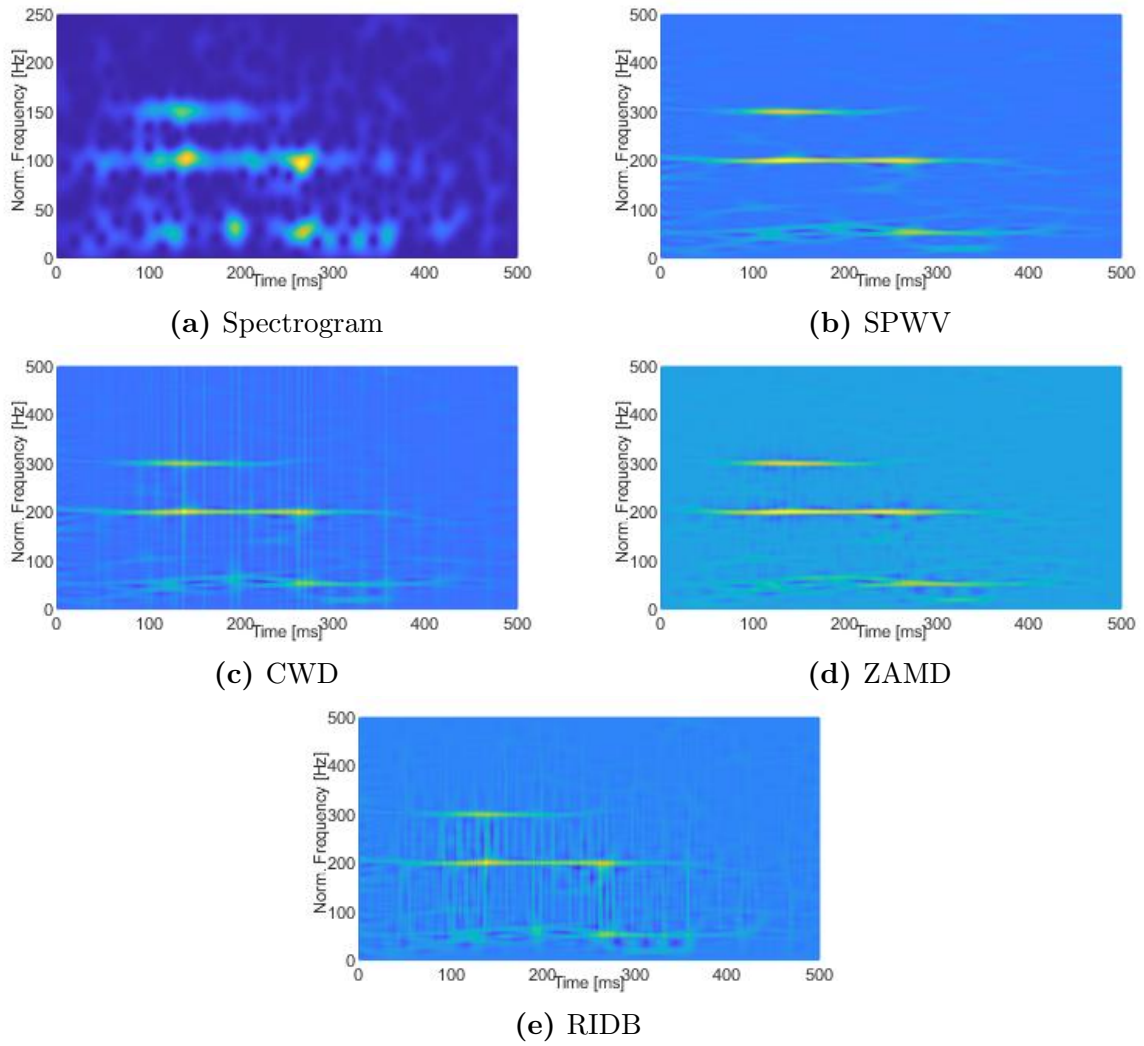 250
200
150
100
50
0
0 100 200 300 400 500
Norm. Frequency [Hz]
Time [ms]
(a) Spectrogram
500
400
300
200
100
0
0 100 200 300 400 500
Norm. Frequency [Hz]
Time [ms]
(b) SPWV
500
400
300
200
100
0
0 100 200 300 400 500
Norm. Frequency [Hz]
Time [ms]
(c) CWD
500
400
300
200
100
0
0 100 200 300 400 500
Norm. Frequency [Hz]
Time [ms]
(d) ZAMD
500
400
300
200
100
0
0 100 200 300 400 500
Norm. Frequency [Hz]
Time [ms]
(e) RIDB